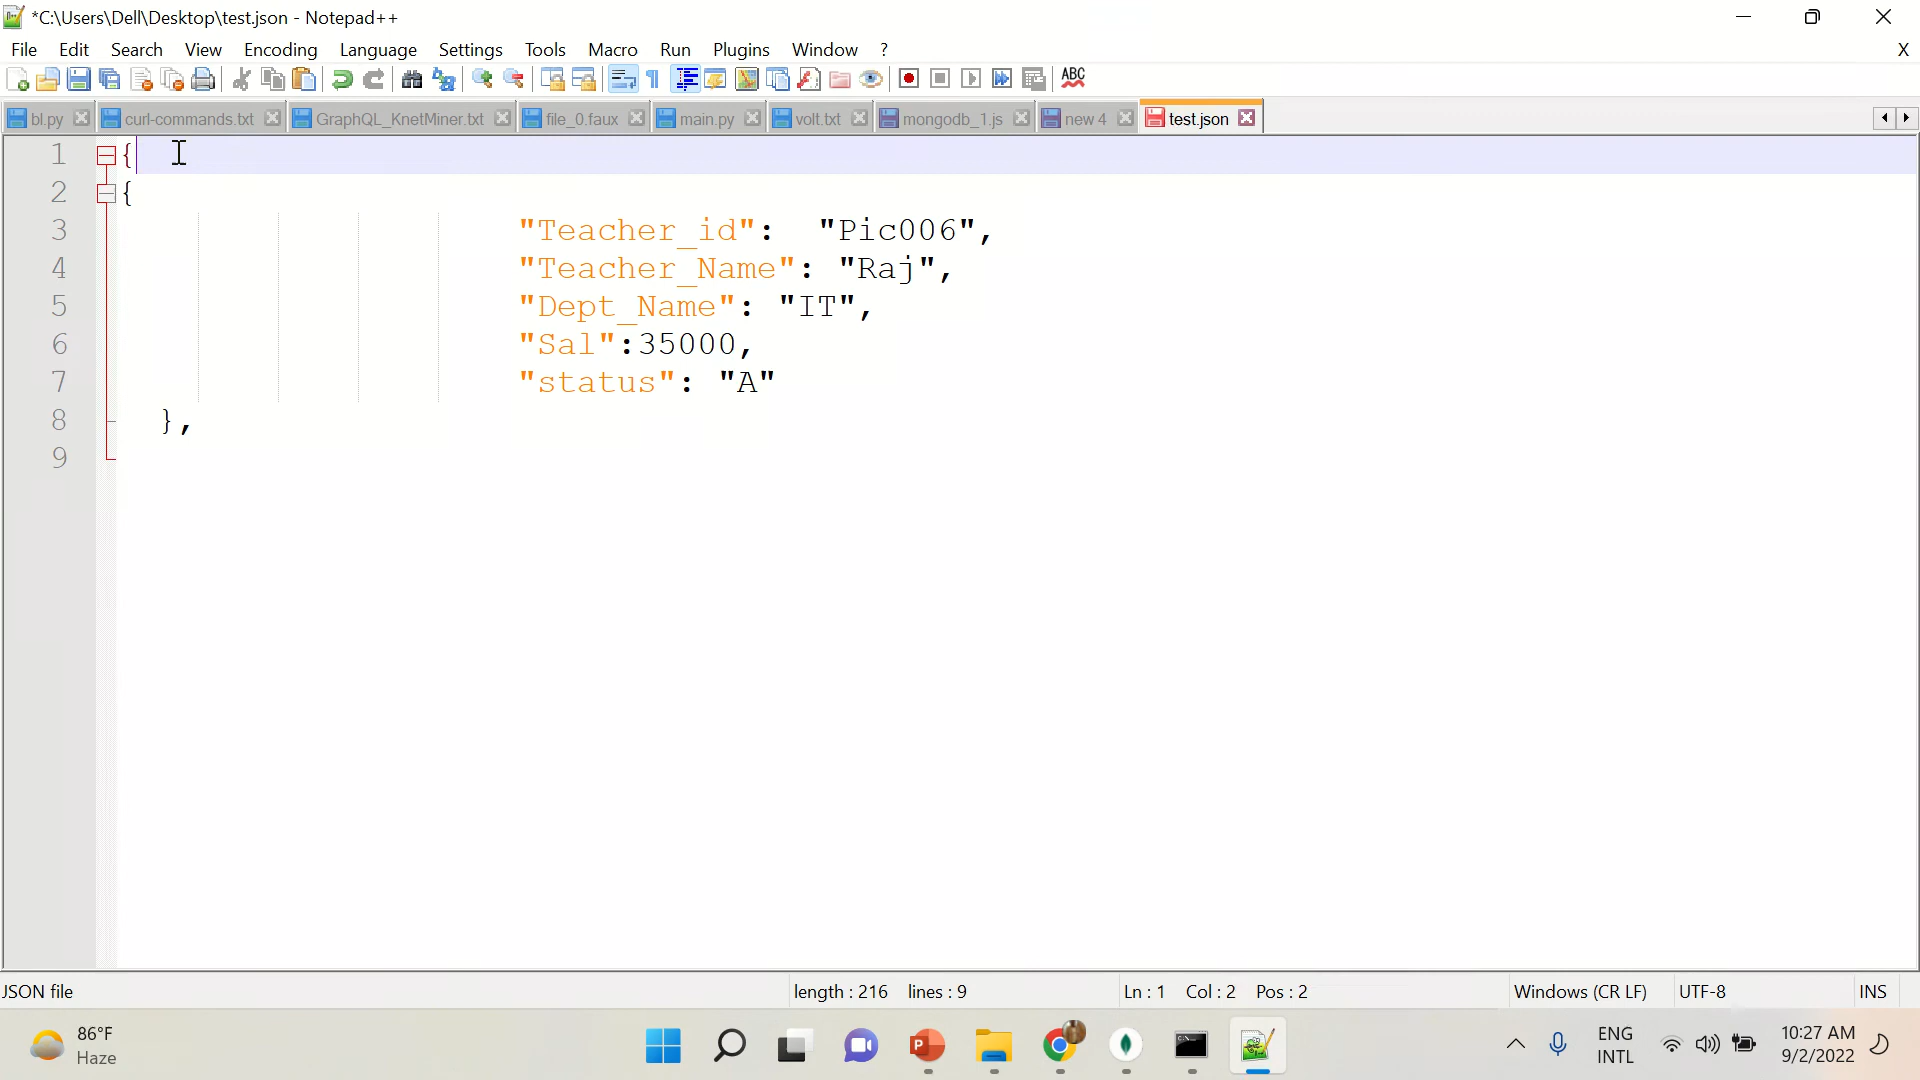 *C:\Users\Dell\Desktop\test.json - Notepad++
File Edit Search View Encoding Language Settings Tools Macro Run Plugins Window ? X
ABC
bl.py curl-commands.txt GraphQL_KnetMiner.txt file_0.faux main.py volt.txt mongodb_1.js new 4 test.json
1 {
2 {
3 "Teacher_id": "Pic006",
4 "Teacher_Name": "Raj",
5 "Dept_Name": "IT",
6 "Sal":35000,
7 "status": "A"
8 },
9
JSON file length : 216 lines : 9 Ln : 1 Col : 2 Pos : 2 Windows (CR LF) UTF-8 INS
86°F
Haze
ENG
INTL
10:27 AM
9/2/2022